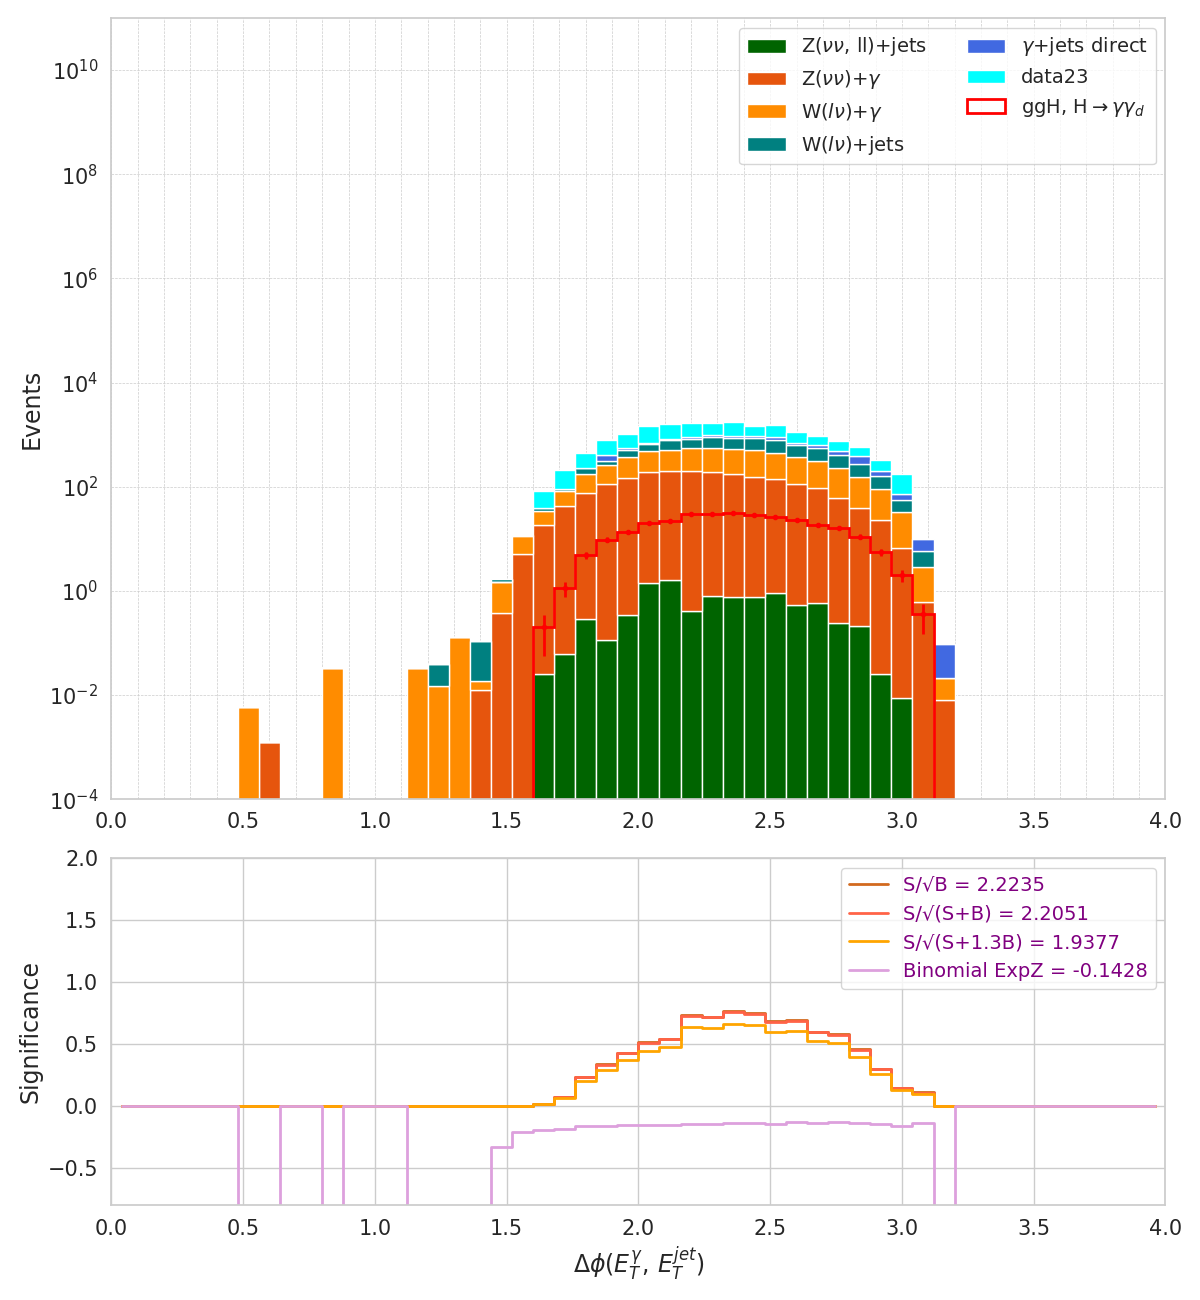 Z(νν, ll)+jets
Z(νν)+γ
W(lν)+γ
W(lν)+jets
γ+jets direct
data23
ggH, H→γγ_d
Events
10^10
10^8
10^6
10^4
10^2
10^0
10^−2
10^−4
0.0 0.5 1.0 1.5 2.0 2.5 3.0 3.5 4.0
S/√B = 2.2235
S/√(S+B) = 2.2051
S/√(S+1.3B) = 1.9377
Binomial ExpZ = -0.1428
Significance
2.0
1.5
1.0
0.5
0.0
−0.5
0.0 0.5 1.0 1.5 2.0 2.5 3.0 3.5 4.0
Δϕ(E_T^γ, E_T^jet)